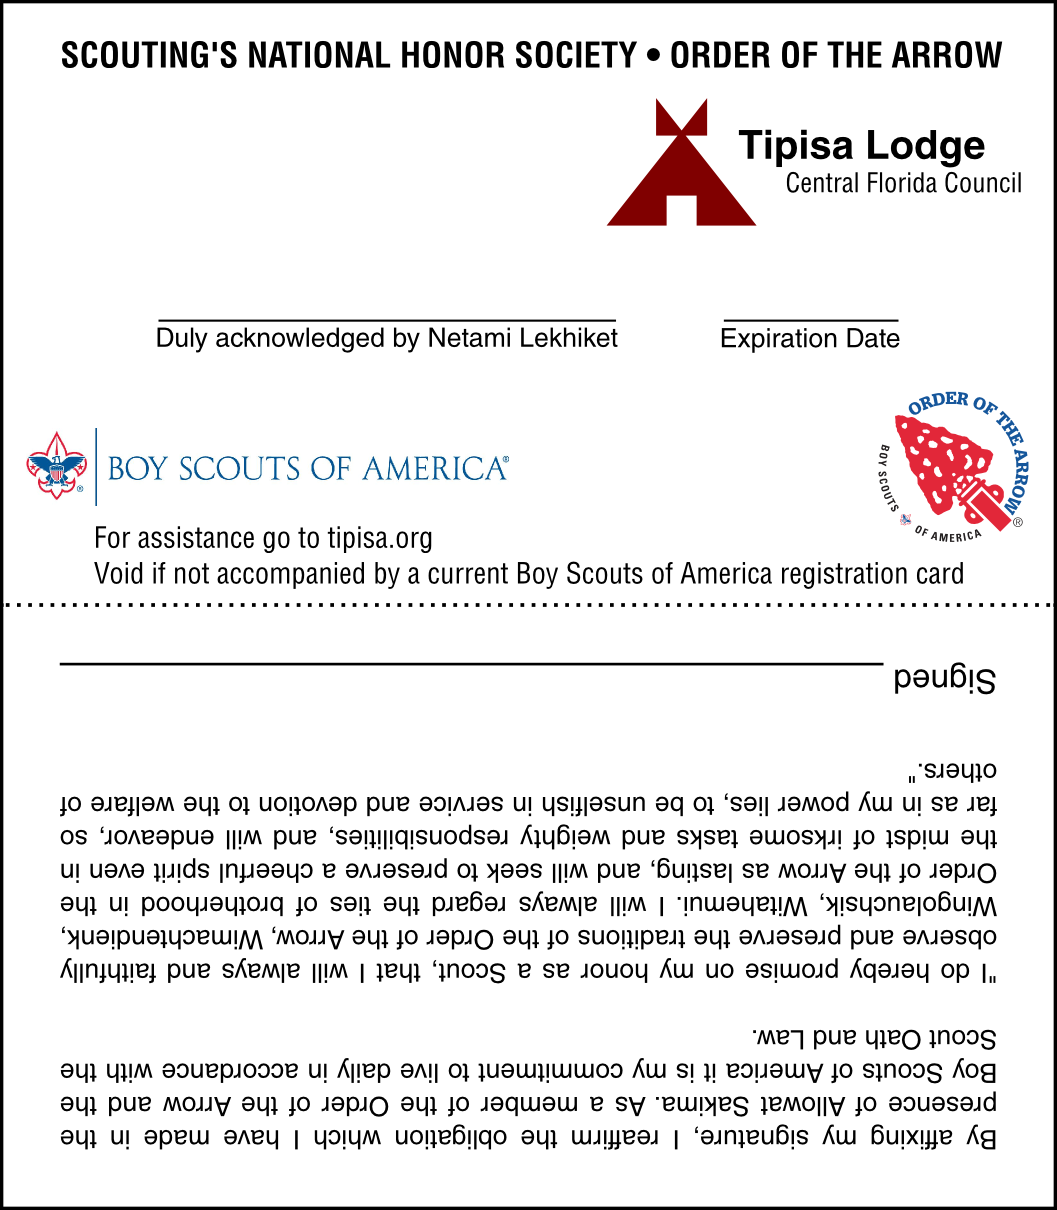 SCOUTING'S NATIONAL HONOR SOCIETY • ORDER OF THE ARROW
Tipisa Lodge
Central Florida Council
Duly acknowledged by Netami Lekhiket
Expiration Date
ORDER OF THE ARROW
BOY SCOUTS OF AMERICA
®
BOY SCOUTS OF AMERICA®
®
For assistance go to tipisa.org
Void if not accompanied by a current Boy Scouts of America registration card
By affixing my signature, I reaffirm the obligation which I have made in the
presence of Allowat Sakima. As a member of the Order of the Arrow and the
Boy Scouts of America it is my commitment to live daily in accordance with the
Scout Oath and Law.
"I do hereby promise on my honor as a Scout, that I will always and faithfully
observe and preserve the traditions of the Order of the Arrow, Wimachtendienk,
Wingolauchsik, Witahemui. I will always regard the ties of brotherhood in the
Order of the Arrow as lasting, and will seek to preserve a cheerful spirit even in
the midst of irksome tasks and weighty responsibilities, and will endeavor, so
far as in my power lies, to be unselfish in service and devotion to the welfare of
others."
Signed